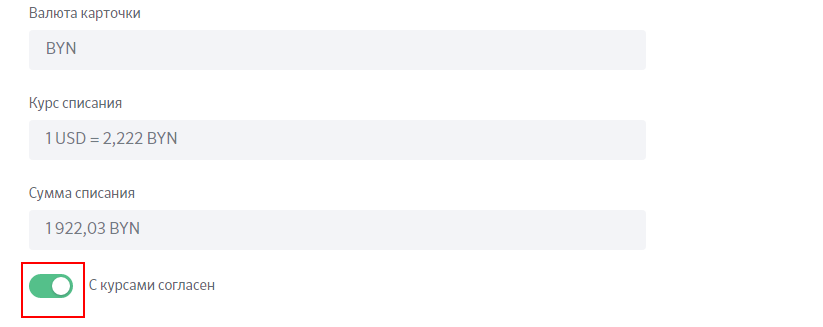 Валюта карточки
BYN
Курс списания
1 USD = 2,222 BYN
Сумма списания
1 922,03 BYN
С курсами согласен